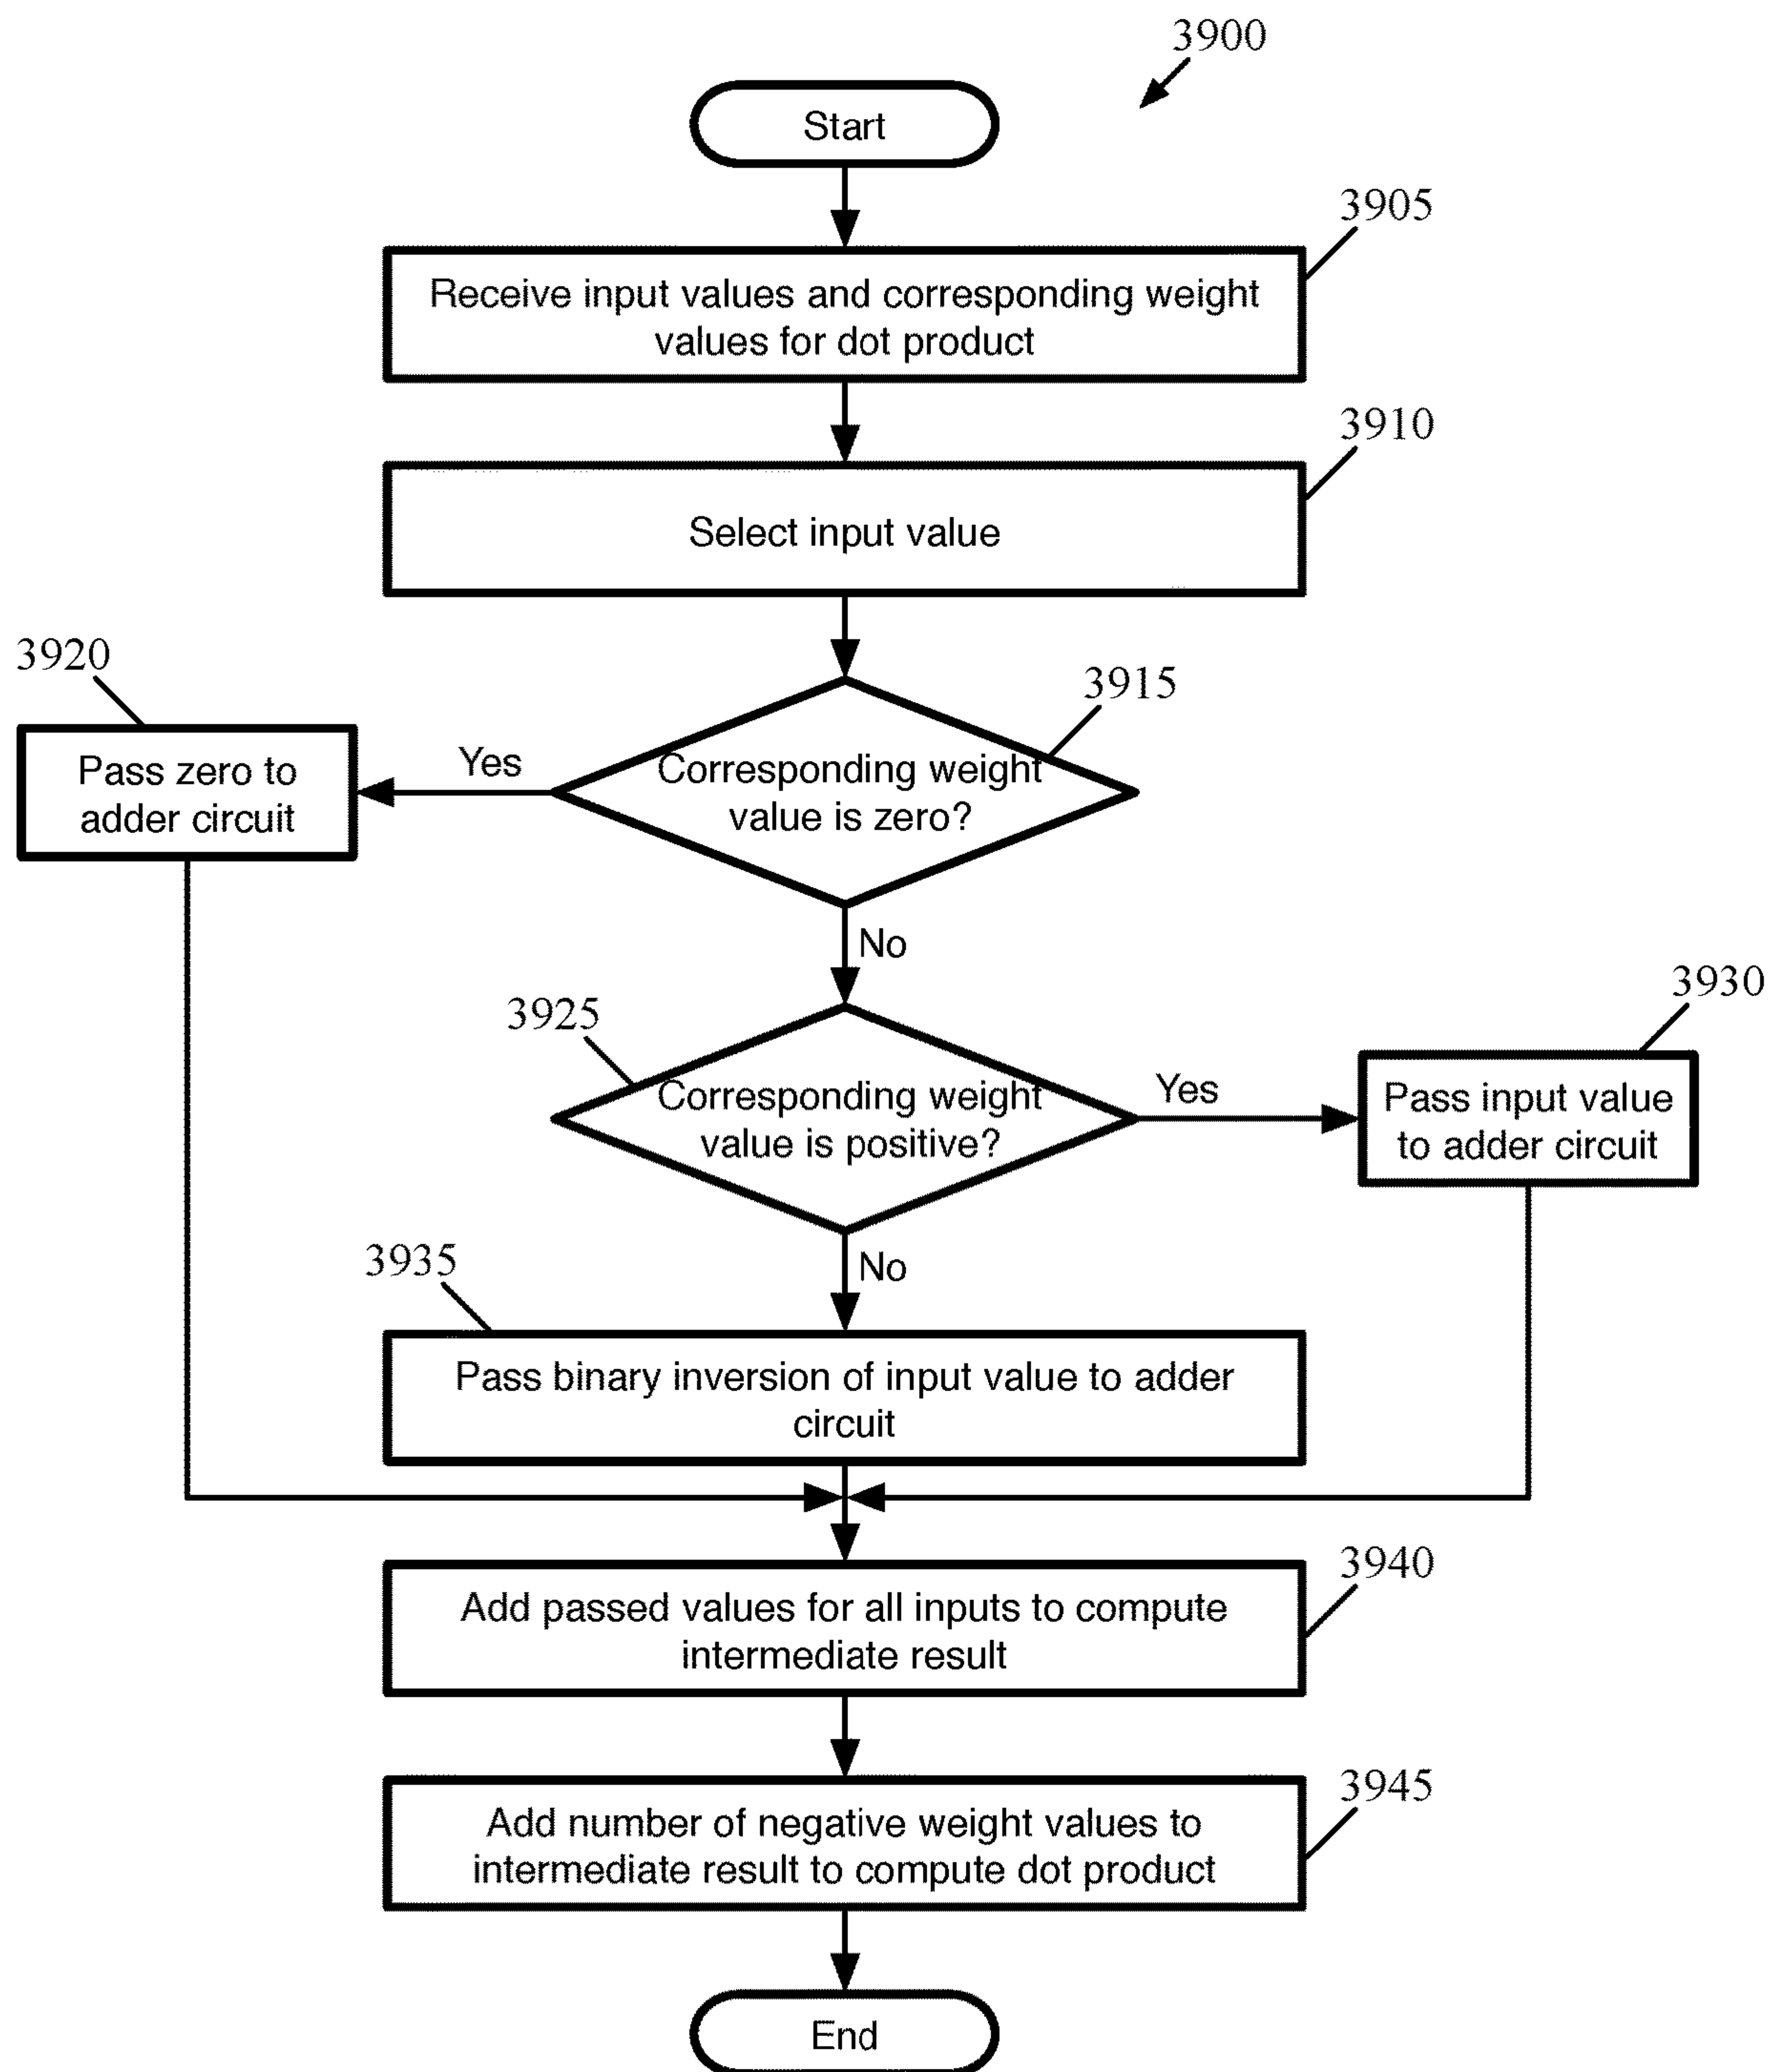 3900
Start
3905
Receive input values and corresponding weight
values for dot product
3910
Select input value
3920
3915
Pass zero to
adder circuit
Yes
Corresponding weight
value is zero?
No
3925
3930
Corresponding weight
value is positive?
Yes
Pass input value
to adder circuit
3935
No
Pass binary inversion of input value to adder
circuit
3940
Add passed values for all inputs to compute
intermediate result
3945
Add number of negative weight values to
intermediate result to compute dot product
End